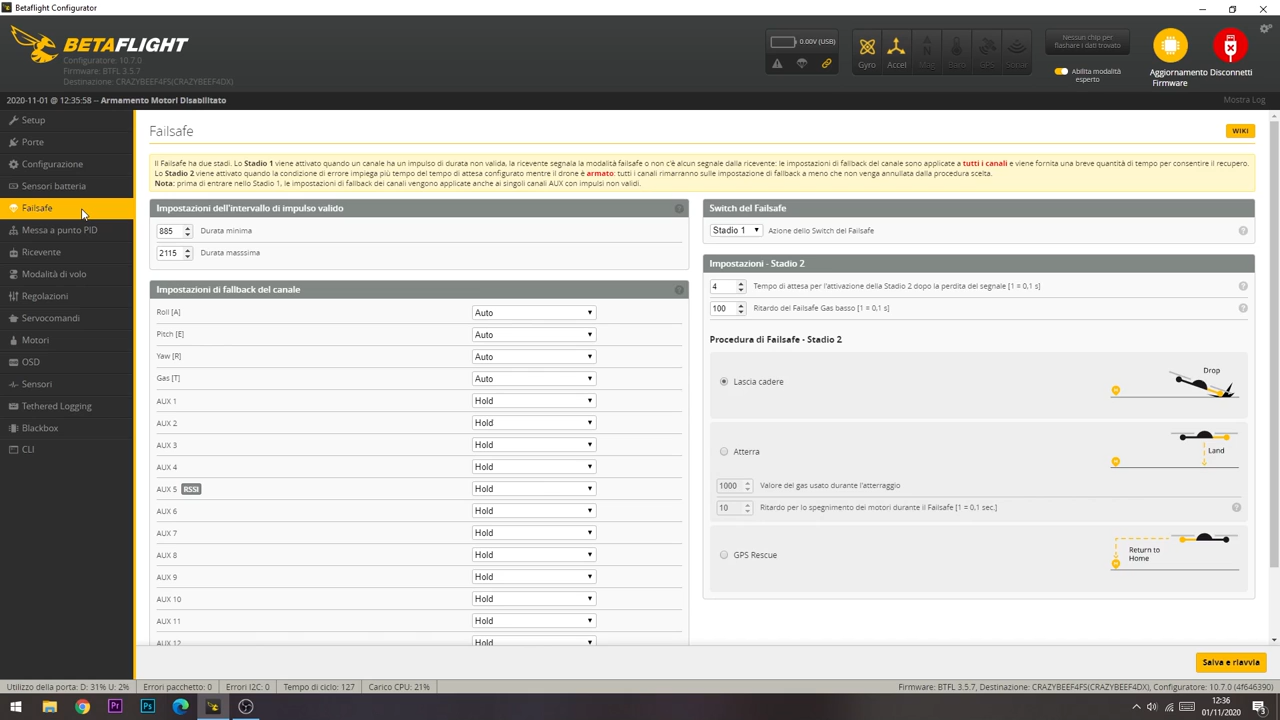 Betaflight Configurator
BETAFLIGHT
Configuratore: 10.7.0
Firmware: BTFL 3.5.7
Destinazione: CRAZYBEEF4FS(CRAZYBEEF4DX)
0.00V (USB)
Gyro
Accel
Mag
Baro
GPS
Sonar
Nessun chip per
flashare i dati trovato
Abilita modalità
esperto
Aggiornamento
Firmware
Disconnetti
2020-11-01 @ 12:35:58 -- Armamento Motori Disabilitato
Mostra Log
Setup
Porte
Configurazione
Sensori batteria
Failsafe
Messa a punto PID
Ricevente
Modalità di volo
Regolazioni
Servocomandi
Motori
OSD
Sensori
Tethered Logging
Blackbox
CLI
Failsafe
WIKI
Il Failsafe ha due stadi. Lo Stadio 1 viene attivato quando un canale ha un impulso di durata non valida, la ricevente segnala la modalità failsafe o non c'è alcun segnale dalla ricevente: le impostazioni di fallback del canale sono applicate a tutti i canali e viene fornita una breve quantità di tempo per consentire il recupero.
Lo Stadio 2 viene attivato quando la condizione di errore impiega più tempo del tempo di attesa configurato mentre il drone è armato: tutti i canali rimarranno sulle impostazione di fallback a meno che non venga annullata dalla procedura scelta.
Nota: prima di entrare nello Stadio 1, le impostazioni di fallback dei canali vengono applicate anche ai singoli canali AUX con impulsi non validi.
Impostazioni dell'intervallo di impulso valido
885 Durata minima
2115 Durata masssima
Impostazioni di fallback del canale
Roll [A] Auto
Pitch [E] Auto
Yaw [R] Auto
Gas [T] Auto
AUX 1 Hold
AUX 2 Hold
AUX 3 Hold
AUX 4 Hold
AUX 5 RSSI Hold
AUX 6 Hold
AUX 7 Hold
AUX 8 Hold
AUX 9 Hold
AUX 10 Hold
AUX 11 Hold
AUX 12 Hold
Switch del Failsafe
Stadio 1 Azione dello Switch del Failsafe
Impostazioni - Stadio 2
4 Tempo di attesa per l'attivazione della Stadio 2 dopo la perdita del segnale [1 = 0,1 s]
100 Ritardo del Failsafe Gas basso [1 = 0,1 s]
Procedura di Failsafe - Stadio 2
Lascia cadere
Drop
Atterra
Land
1000 Valore del gas usato durante l'atterraggio
10 Ritardo per lo spegnimento dei motori durante il Failsafe [1 = 0,1 sec.]
GPS Rescue
Return to
Home
Salva e riavvia
Utilizzo della porta: D: 31% U: 2%
Errori pacchetto: 0
Errori I2C: 0
Tempo di ciclo: 127
Carico CPU: 21%
Firmware: BTFL 3.5.7, Destinazione: CRAZYBEEF4FS(CRAZYBEEF4DX), Configuratore: 10.7.0 (4f646390)
Pr
Ps
12:36
01/11/2020
3